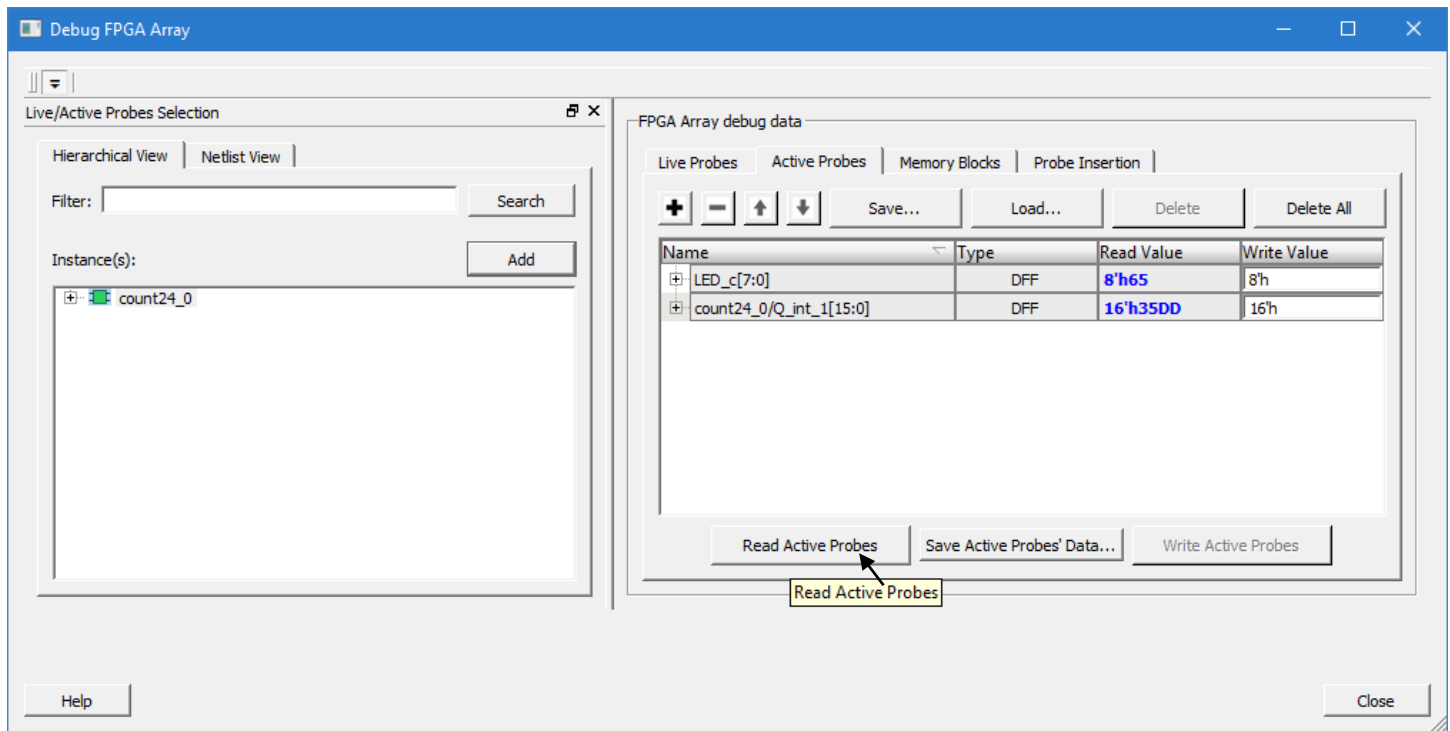 Debug FPGA Array
Live/Active Probes Selection
Hierarchical View Netlist View
Filter: Search
Instance(s): Add
count24_0
FPGA Array debug data
Live Probes Active Probes Memory Blocks Probe Insertion
Save... Load... Delete Delete All
Name Type Read Value Write Value
LED_c[7:0] DFF 8'h65 8'h
count24_0/Q_int_1[15:0] DFF 16'h35DD 16'h
Read Active Probes Save Active Probes' Data... Write Active Probes
Read Active Probes
Help Close